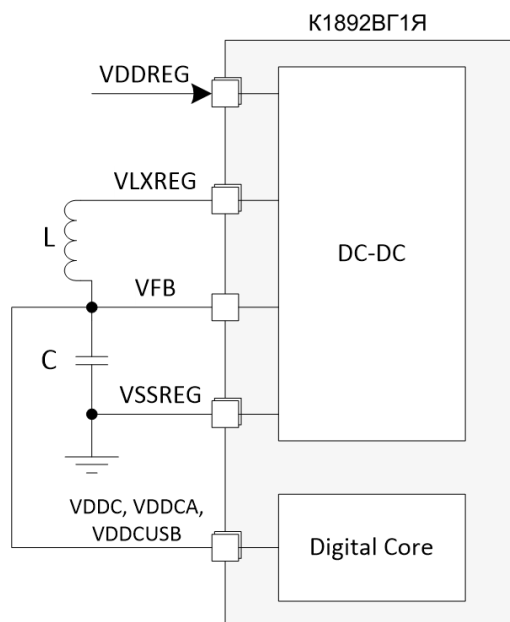 К1892ВГ1Я
VDDREG
VLXREG
L
DC-DC
VFB
C
VSSREG
VDDC, VDDCA,
VDDCUSB
Digital Core